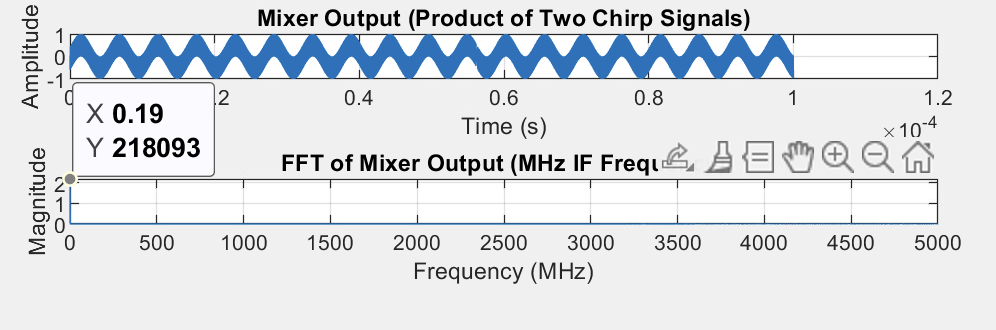 Mixer Output (Product of Two Chirp Signals)
Amplitude
1
0
-1
0 .2 0.4 0.6 0.8 1 1.2
Time (s)
×10⁻⁴
X 0.19
Y 218093
FFT of Mixer Output (MHz IF Frequ
Magnitude
2
1
0
0 500 1000 1500 2000 2500 3000 3500 4000 4500 5000
Frequency (MHz)